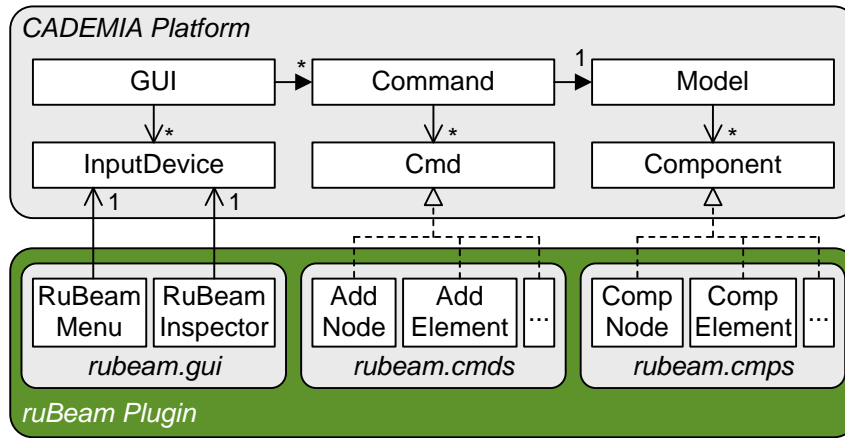 CADEMIA Platform
GUI
*
Command
1
Model
*
*
*
InputDevice
Cmd
Component
1
1
RuBeam
Menu
RuBeam
Inspector
Add
Node
Add
Element
...
Comp
Node
Comp
Element
...
rubeam.gui
rubeam.cmds
rubeam.cmps
ruBeam Plugin